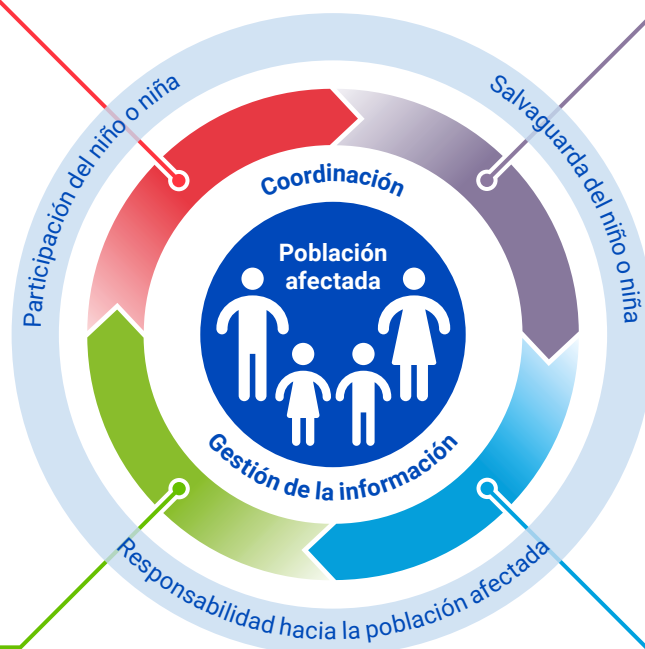 Participación del niño o niña
Salvaguarda del niño o niña
Coordinación
Población
afectada
Gestión de la información
Responsabilidad hacia la población afectada